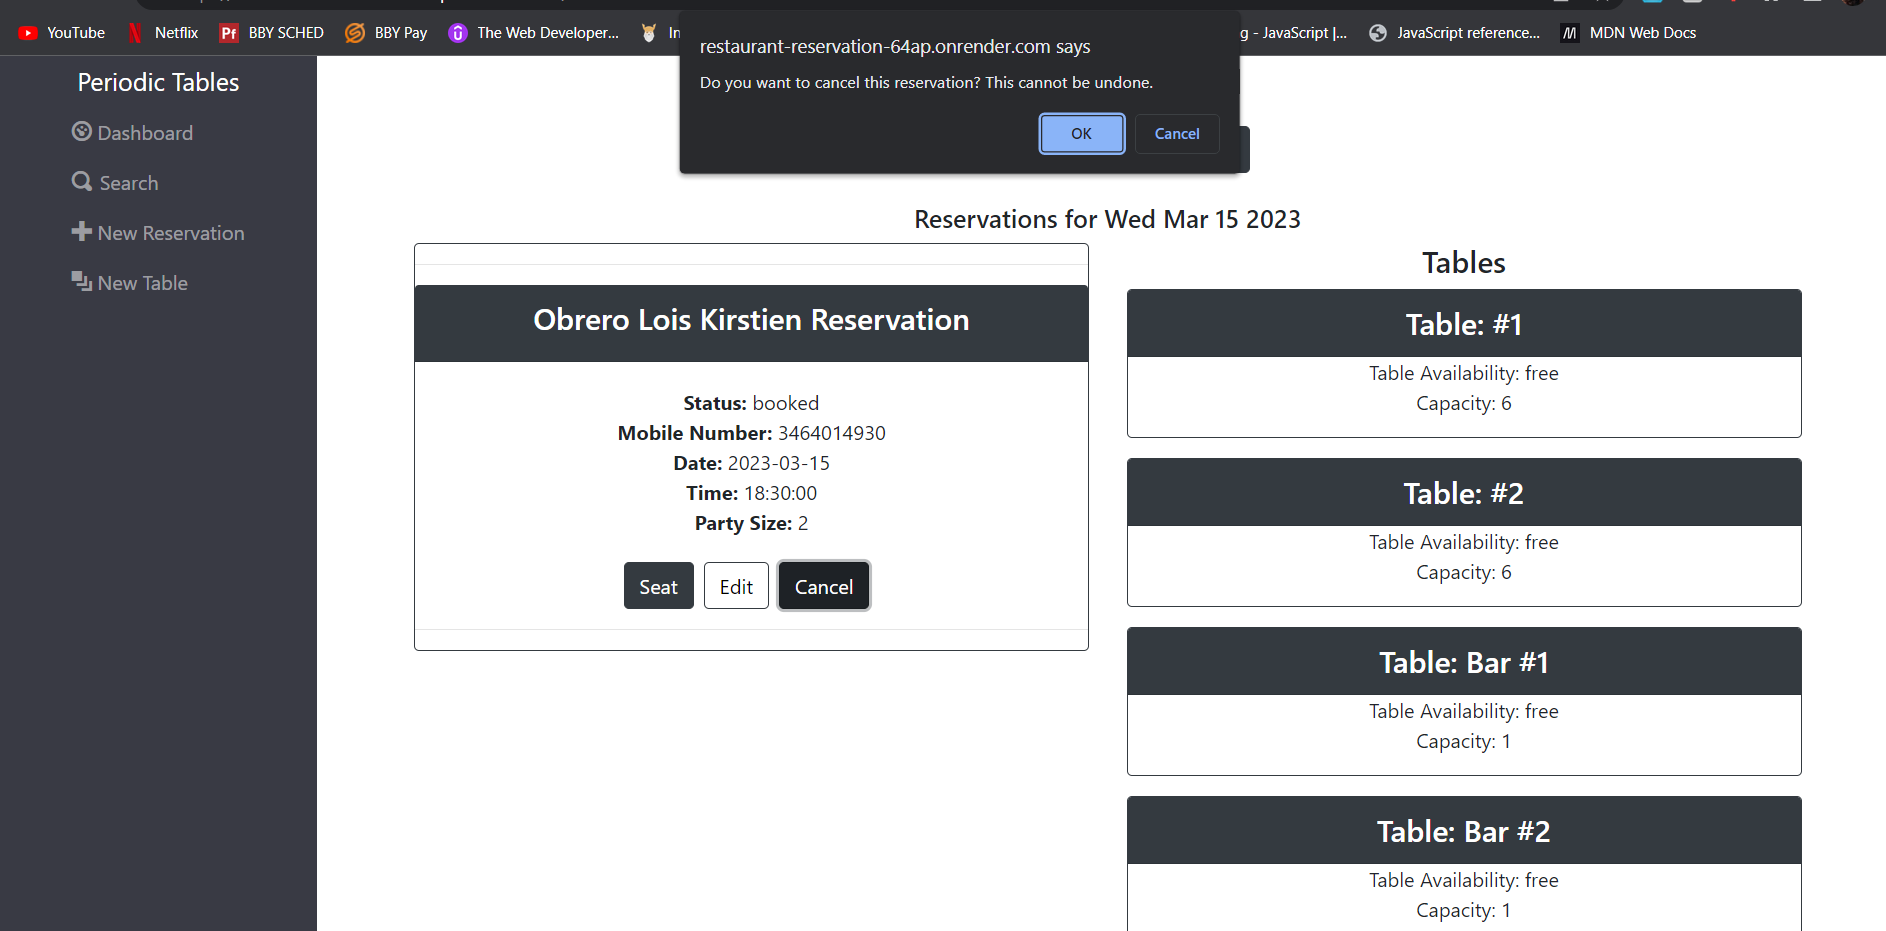 YouTube
Netflix
BBY SCHED
BBY Pay
The Web Developer...
In
g - JavaScript |...
JavaScript reference...
MDN Web Docs
restaurant-reservation-64ap.onrender.com says
Do you want to cancel this reservation? This cannot be undone.
OK
Cancel
Periodic Tables
Dashboard
Search
New Reservation
New Table
Reservations for Wed Mar 15 2023
Obrero Lois Kirstien Reservation
Status: booked
Mobile Number: 3464014930
Date: 2023-03-15
Time: 18:30:00
Party Size: 2
Seat
Edit
Cancel
Tables
Table: #1
Table Availability: free
Capacity: 6
Table: #2
Table Availability: free
Capacity: 6
Table: Bar #1
Table Availability: free
Capacity: 1
Table: Bar #2
Table Availability: free
Capacity: 1